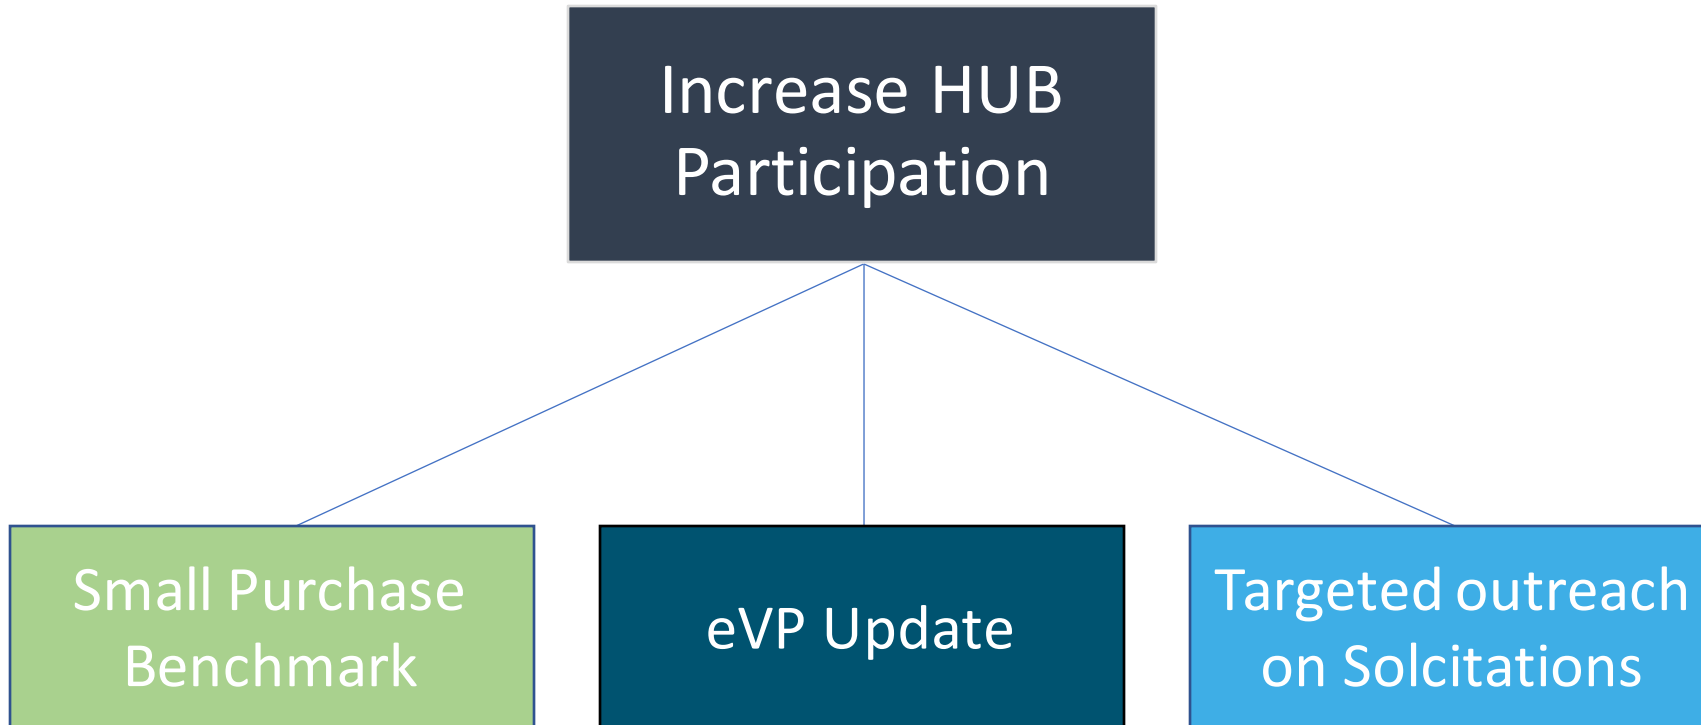 Increase HUB
Participation
Small Purchase
Benchmark
eVP Update
Targeted outreach
on Solcitations